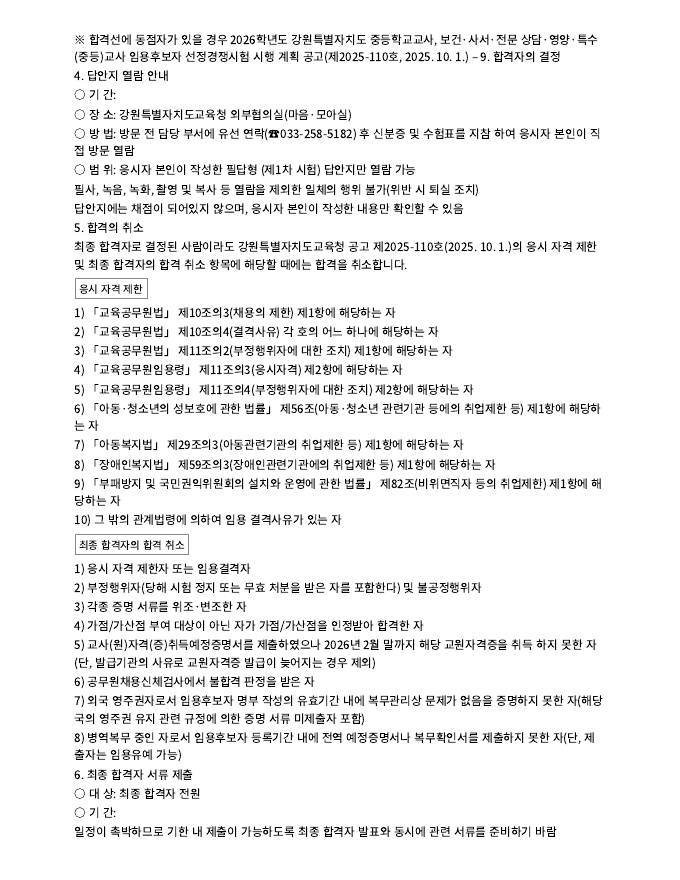 ※ 합격선에 동점자가 있을 경우 2026학년도 강원특별자치도 중등학교교사, 보건·사서·전문 상담·영양·특수
(중등)교사 임용후보자 선정경쟁시험 시행 계획 공고(제2025-110호, 2025. 10. 1.) – 9. 합격자의 결정
4. 답안지 열람 안내
○ 기 간:
○ 장 소: 강원특별자치도교육청 외부협의실(마음·모아실)
○ 방 법: 방문 전 담당 부서에 유선 연락(☎033-258-5182) 후 신분증 및 수험표를 지참 하여 응시자 본인이 직
접 방문 열람
○ 범 위: 응시자 본인이 작성한 필답형 (제1차 시험) 답안지만 열람 가능
필사, 녹음, 녹화, 촬영 및 복사 등 열람을 제외한 일체의 행위 불가(위반 시 퇴실 조치)
답안지에는 채점이 되어있지 않으며, 응시자 본인이 작성한 내용만 확인할 수 있음
5. 합격의 취소
최종 합격자로 결정된 사람이라도 강원특별자치도교육청 공고 제2025-110호(2025. 10. 1.)의 응시 자격 제한
및 최종 합격자의 합격 취소 항목에 해당할 때에는 합격을 취소합니다.
응시 자격 제한
1) 「교육공무원법」 제10조의3(채용의 제한) 제1항에 해당하는 자
2) 「교육공무원법」 제10조의4(결격사유) 각 호의 어느 하나에 해당하는 자
3) 「교육공무원법」 제11조의2(부정행위자에 대한 조치) 제1항에 해당하는 자
4) 「교육공무원임용령」 제11조의3(응시자격) 제2항에 해당하는 자
5) 「교육공무원임용령」 제11조의4(부정행위자에 대한 조치) 제2항에 해당하는 자
6) 「아동·청소년의 성보호에 관한 법률」 제56조(아동·청소년 관련기관 등에의 취업제한 등) 제1항에 해당하
는 자
7) 「아동복지법」 제29조의3(아동관련기관의 취업제한 등) 제1항에 해당하는 자
8) 「장애인복지법」 제59조의3(장애인관련기관에의 취업제한 등) 제1항에 해당하는 자
9) 「부패방지 및 국민권익위원회의 설치와 운영에 관한 법률」 제82조(비위면직자 등의 취업제한) 제1항에 해
당하는 자
10) 그 밖의 관계법령에 의하여 임용 결격사유가 있는 자
최종 합격자의 합격 취소
1) 응시 자격 제한자 또는 임용결격자
2) 부정행위자(당해 시험 정지 또는 무효 처분을 받은 자를 포함한다) 및 불공정행위자
3) 각종 증명 서류를 위조·변조한 자
4) 가점/가산점 부여 대상이 아닌 자가 가점/가산점을 인정받아 합격한 자
5) 교사(원)자격(증)취득예정증명서를 제출하였으나 2026년 2월 말까지 해당 교원자격증을 취득 하지 못한 자
(단, 발급기관의 사유로 교원자격증 발급이 늦어지는 경우 제외)
6) 공무원채용신체검사에서 불합격 판정을 받은 자
7) 외국 영주권자로서 임용후보자 명부 작성의 유효기간 내에 복무관리상 문제가 없음을 증명하지 못한 자(해당
국의 영주권 유지 관련 규정에 의한 증명 서류 미제출자 포함)
8) 병역복무 중인 자로서 임용후보자 등록기간 내에 전역 예정증명서나 복무확인서를 제출하지 못한 자(단, 제
출자는 임용유예 가능)
6. 최종 합격자 서류 제출
○ 대 상: 최종 합격자 전원
○ 기 간:
일정이 촉박하므로 기한 내 제출이 가능하도록 최종 합격자 발표와 동시에 관련 서류를 준비하기 바람